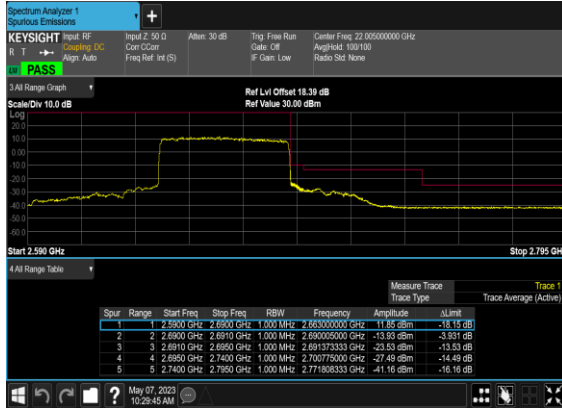 Spectrum Analyzer 1
Spurious Emissions
+
KEYSIGHT Input: RF Input Z: 50 Ω Atten: 30 dB Trig: Free Run Center Freq: 22.005000000 GHz
R T Coupling: DC Corr CCorr Gate: Off Avg|Hold: 100/100
Align: Auto Freq Ref: Int (S) IF Gain: Low Radio Std: None
PASS
3 All Range Graph Ref Lvl Offset 18.39 dB
Scale/Div 10.0 dB Ref Value 30.00 dBm
Log
20.0
10.0
0.00
-10.0
-20.0
-30.0
-40.0
-50.0
-60.0
Start 2.590 GHz Stop 2.795 GH
4 All Range Table
Measure Trace Trace 1
Trace Type Trace Average (Active)
Spur Range Start Freq Stop Freq RBW Frequency Amplitude ΔLimit
1 1 2.5900 GHz 2.6900 GHz 1.000 MHz 2.663000000 GHz 11.85 dBm -18.15 dB
2 2 2.6900 GHz 2.6910 GHz 1.000 MHz 2.690005000 GHz -13.93 dBm -3.931 dB
3 3 2.6910 GHz 2.6950 GHz 1.000 MHz 2.691373333 GHz -23.53 dBm -13.53 dB
4 4 2.6950 GHz 2.7400 GHz 1.000 MHz 2.700775000 GHz -27.49 dBm -14.49 dB
5 5 2.7400 GHz 2.7950 GHz 1.000 MHz 2.771808333 GHz -41.16 dBm -16.16 dB
? May 07, 2023
10:29:45 AM